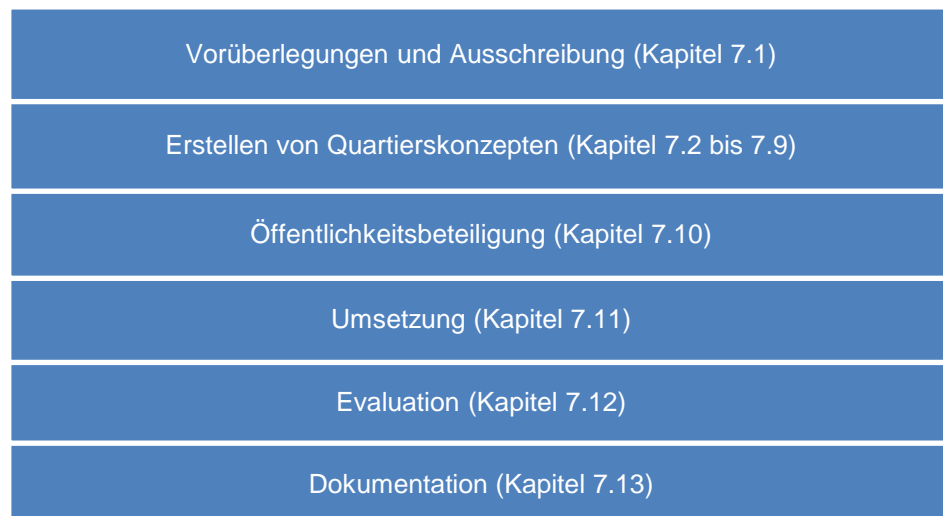 Vorüberlegungen und Ausschreibung (Kapitel 7.1)
Erstellen von Quartierskonzepten (Kapitel 7.2 bis 7.9)
Öffentlichkeitsbeteiligung (Kapitel 7.10)
Umsetzung (Kapitel 7.11)
Evaluation (Kapitel 7.12)
Dokumentation (Kapitel 7.13)